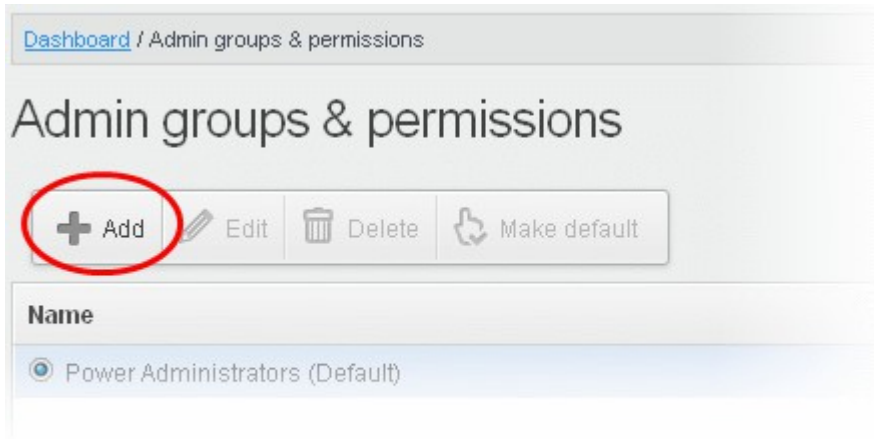 Dashboard / Admin groups & permissions
Admin groups & permissions
Add Edit Delete Make default
Name
Power Administrators (Default)